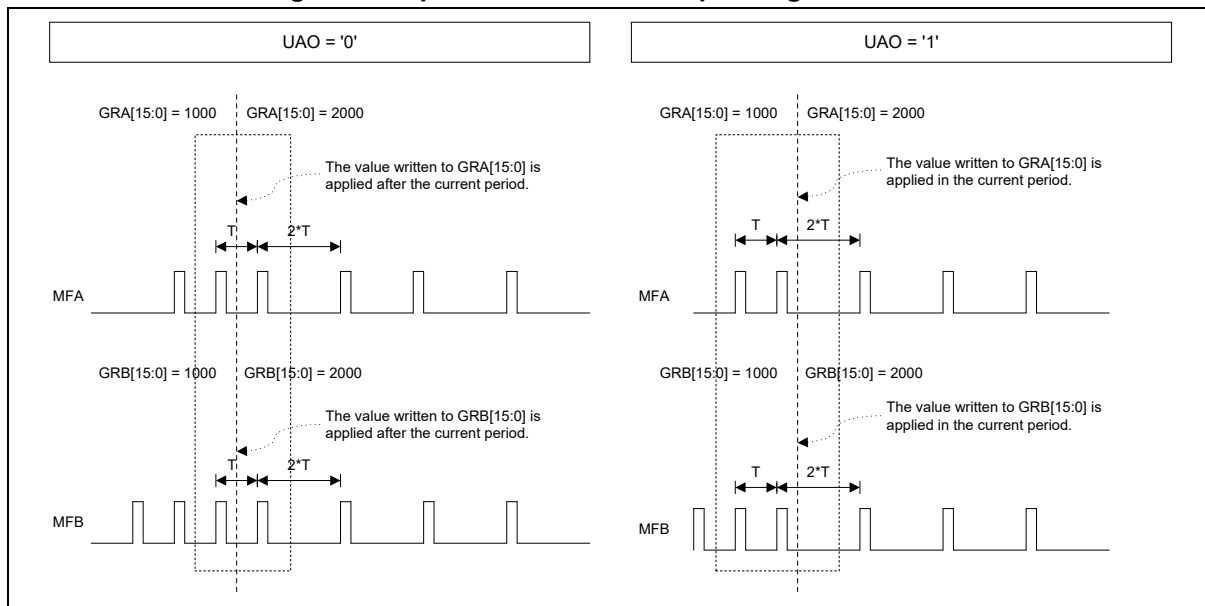 UAO = '0'
UAO = '1'
GRA[15:0] = 1000
GRA[15:0] = 2000
The value written to GRA[15:0] is
applied after the current period.
T
2*T
MFA
GRB[15:0] = 1000
GRB[15:0] = 2000
The value written to GRB[15:0] is
applied after the current period.
T
2*T
MFB
GRA[15:0] = 1000
GRA[15:0] = 2000
The value written to GRA[15:0] is
applied in the current period.
T
2*T
MFA
GRB[15:0] = 1000
GRB[15:0] = 2000
The value written to GRB[15:0] is
applied in the current period.
T
2*T
MFB